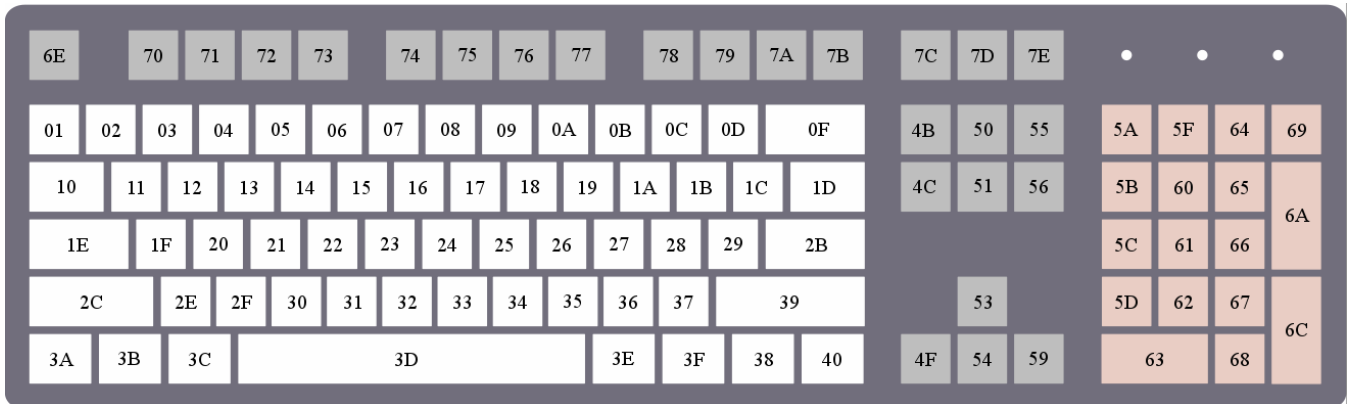 6E 70 71 72 73 74 75 76 77 78 79 7A 7B 7C 7D 7E
01 02 03 04 05 06 07 08 09 0A 0B 0C 0D 0F 4B 50 55 5A 5F 64 69
10 11 12 13 14 15 16 17 18 19 1A 1B 1C 1D 4C 51 56 5B 60 65 6A
1E 1F 20 21 22 23 24 25 26 27 28 29 2B 5C 61 66
2C 2E 2F 30 31 32 33 34 35 36 37 39 53 5D 62 67 6C
3A 3B 3C 3D 3E 3F 38 40 4F 54 59 63 68